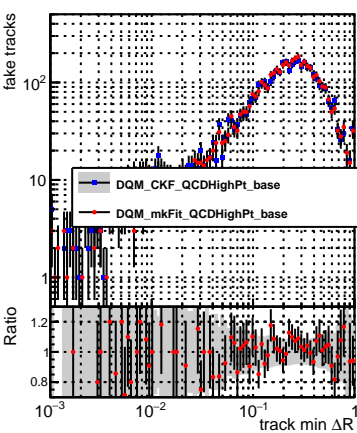 fake tracks
10²
10
1
DQM_CKF_QCDHighPt_base
DQM_mkFit_QCDHighPt_base
Ratio
1.2
1
0.8
10⁻³ 10⁻² 10⁻¹ 1
track min ΔR